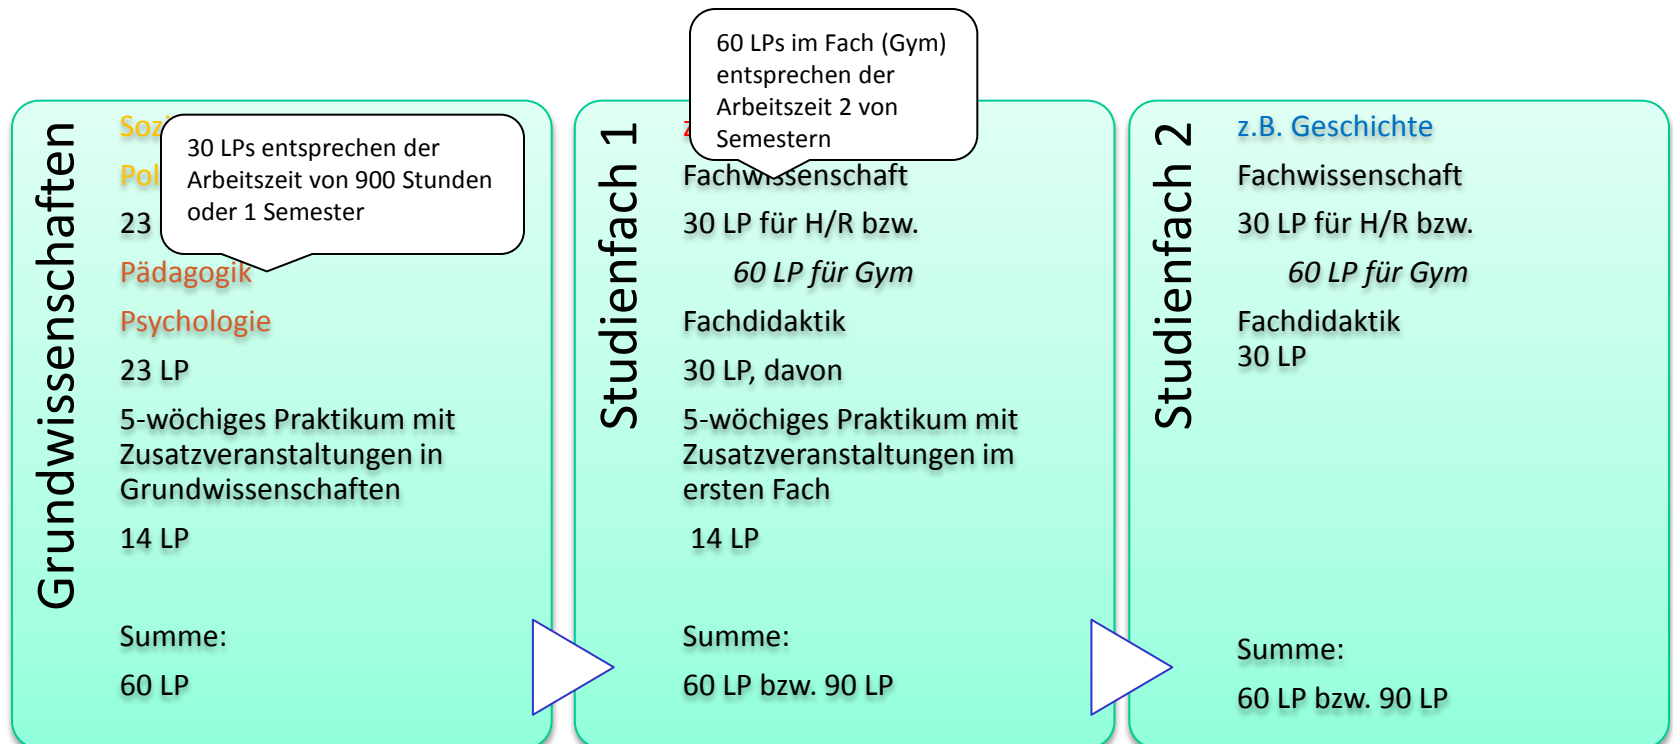 Grundwissenschaften
30 LPs entsprechen der
Arbeitszeit von 900 Stunden
oder 1 Semester
23
Pädagogik
Psychologie
23 LP
5-wöchiges Praktikum mit
Zusatzveranstaltungen in
Grundwissenschaften
14 LP
Summe:
60 LP
Studienfach 1
60 LPs im Fach (Gym)
entsprechen der
Arbeitszeit 2 von
Semestern
Fachwissenschaft
30 LP für H/R bzw.
60 LP für Gym
Fachdidaktik
30 LP, davon
5-wöchiges Praktikum mit
Zusatzveranstaltungen im
ersten Fach
14 LP
Summe:
60 LP bzw. 90 LP
Studienfach 2
z.B. Geschichte
Fachwissenschaft
30 LP für H/R bzw.
60 LP für Gym
Fachdidaktik
30 LP
Summe:
60 LP bzw. 90 LP